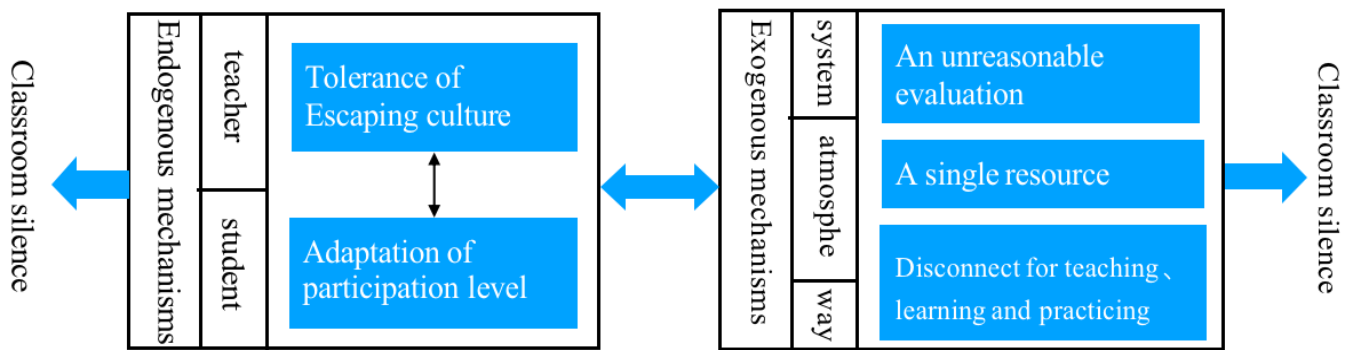 Classroom silence
Endogenous mechanisms
teacher
student
Tolerance of
Escaping culture
Adaptation of
participation level
Exogenous mechanisms
system
atmosphe
way
An unreasonable
evaluation
A single resource
Disconnect for teaching、
learning and practicing
Classroom silence